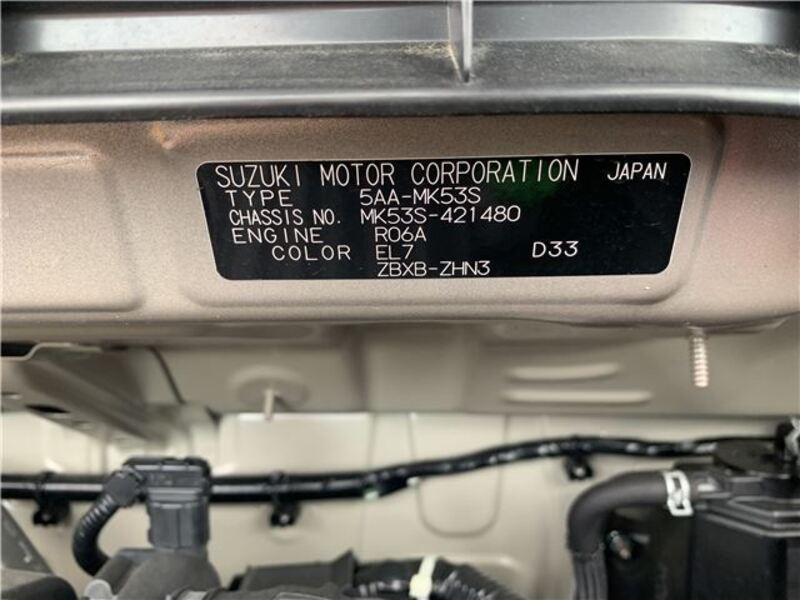 SUZUKI MOTOR CORPORATION JAPAN
TYPE 5AA-MK53S
CHASSIS NO. MK53S-421480
ENGINE R06A
COLOR EL7 D33
ZBXB-ZHN3